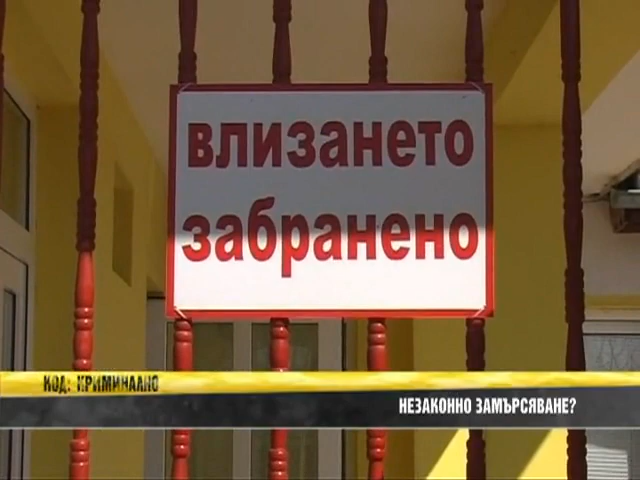 влизането
забранено
КОД: КРИМИНАЛНО
НЕЗАКОННО ЗАМЪРСЯВАНЕ?